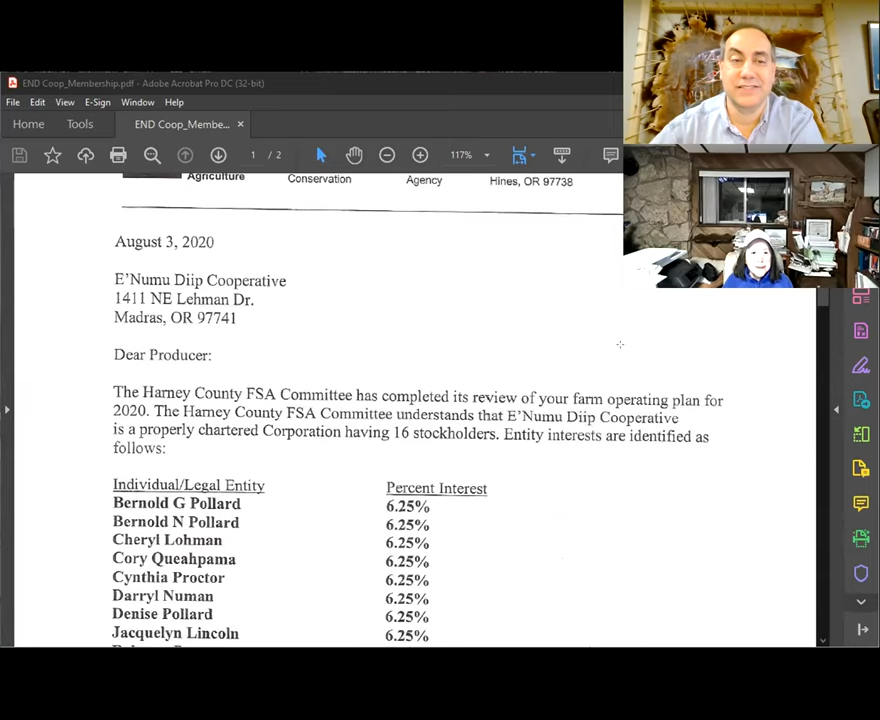 END Coop_Membership.pdf - Adobe Acrobat Pro DC (32-bit)
File Edit View E-Sign Window Help
Home Tools END Coop_Membe... ×
1 / 2 117%
Agriculture Conservation Agency Hines, OR 97738
August 3, 2020
E'Numu Diip Cooperative
1411 NE Lehman Dr.
Madras, OR 97741
Dear Producer:
The Harney County FSA Committee has completed its review of your farm operating plan for
2020. The Harney County FSA Committee understands that E'Numu Diip Cooperative
is a properly chartered Corporation having 16 stockholders. Entity interests are identified as
follows:
Individual/Legal Entity Percent Interest
Bernold G Pollard 6.25%
Bernold N Pollard 6.25%
Cheryl Lohman 6.25%
Cory Queahpama 6.25%
Cynthia Proctor 6.25%
Darryl Numan 6.25%
Denise Pollard 6.25%
Jacquelyn Lincoln 6.25%